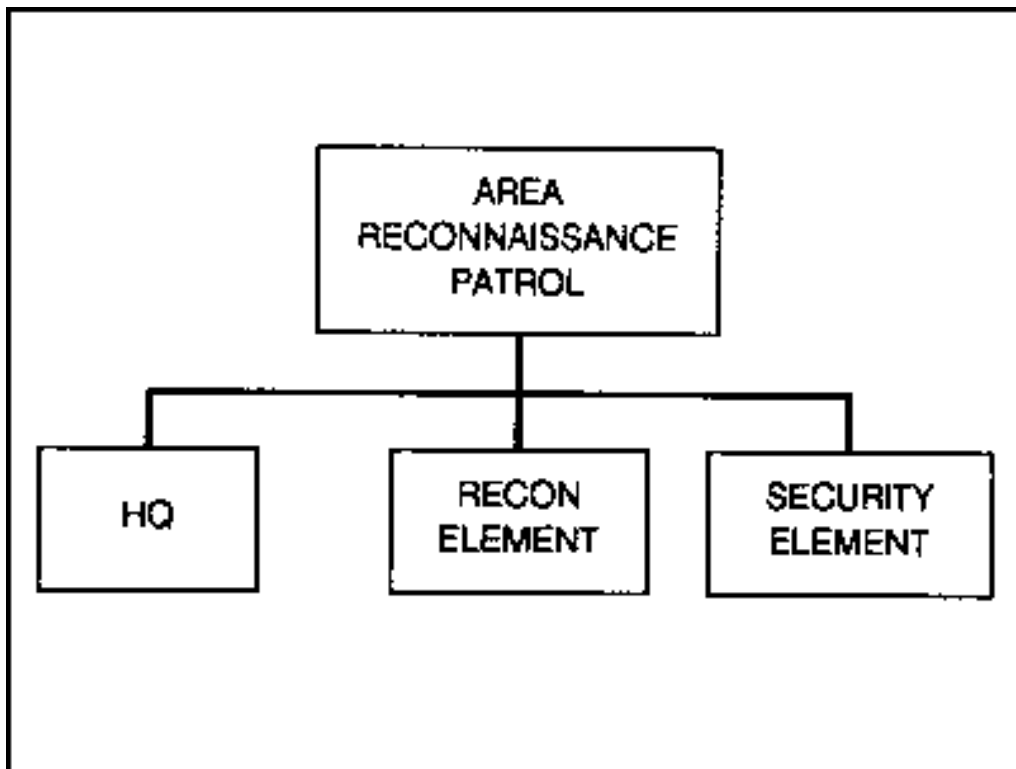 AREA
RECONNAISSANCE
PATROL
HQ
RECON
ELEMENT
SECURITY
ELEMENT